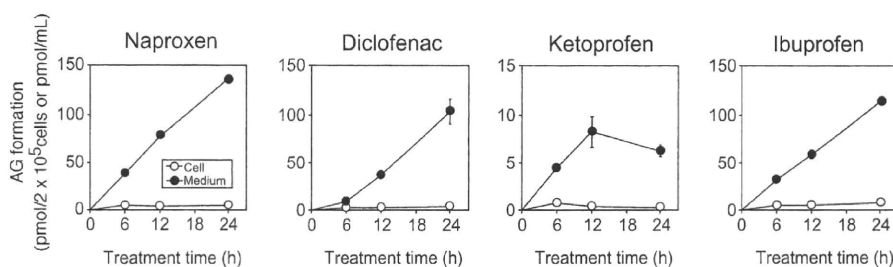 Naproxen Diclofenac Ketoprofen Ibuprofen
AG formation
(pmol/2 x 10⁵cells or pmol/mL)
150 150 15 150
100 100 10 100
50 50 5 50
0 0 0 0
Cell
Medium
0 6 12 18 24 0 6 12 18 24 0 6 12 18 24 0 6 12 18 24
Treatment time (h) Treatment time (h) Treatment time (h) Treatment time (h)